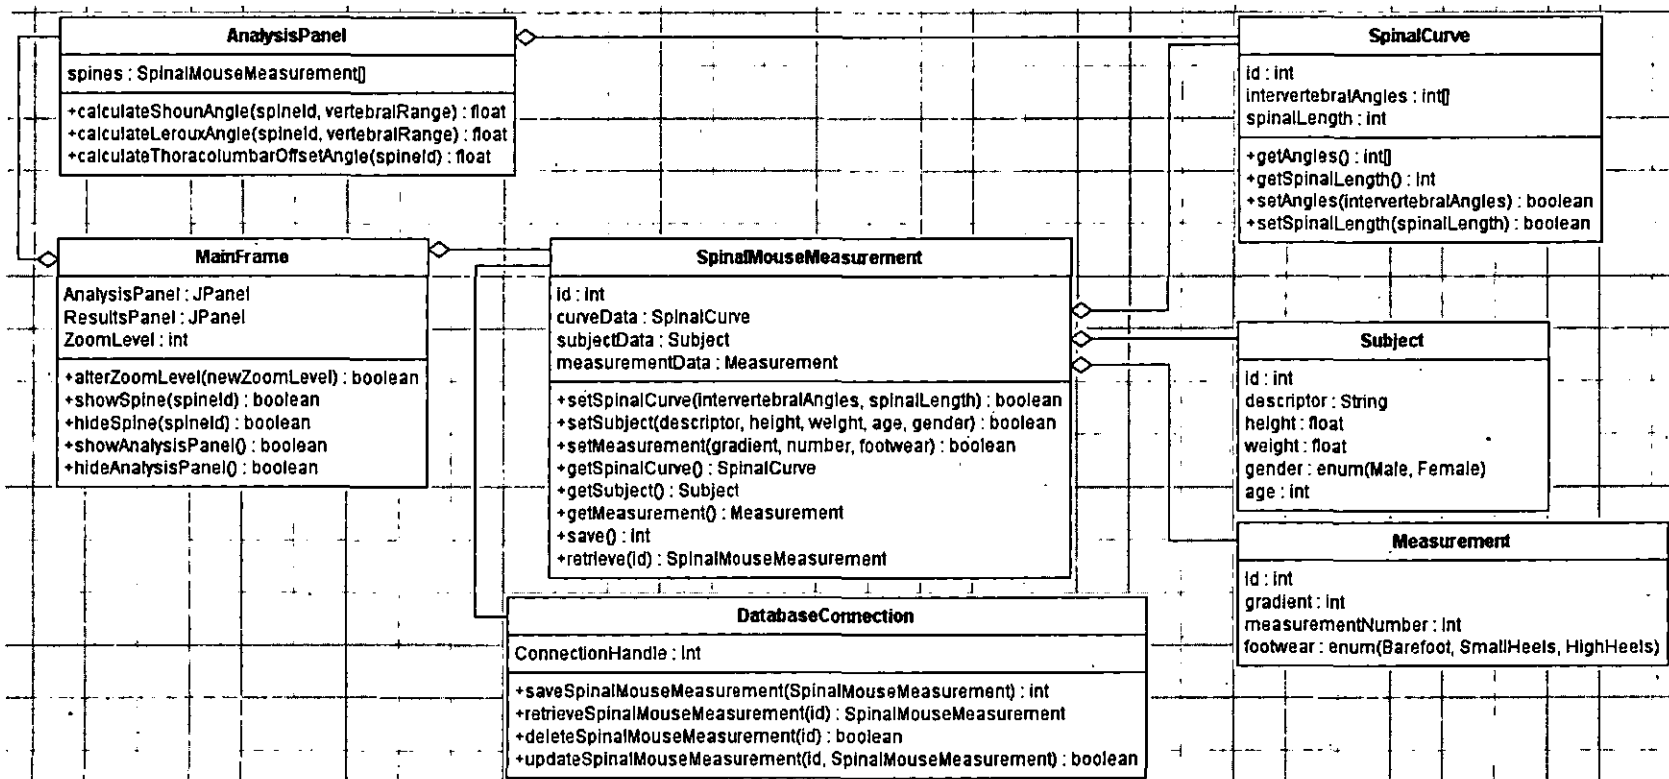 AnalysisPanel
spines : SpinalMouseMeasurement[]
+calculateShounAngle(spineId, vertebralRange) : float
+calculateLerouxAngle(spineId, vertebralRange) : float
+calculateThoracolumbarOffsetAngle(spineId) : float
SpinalCurve
id : int
intervertebralAngles : int[]
spinalLength : int
+getAngles() : int[]
+getSpinalLength() : int
+setAngles(intervertebralAngles) : boolean
+setSpinalLength(spinalLength) : boolean
MainFrame
AnalysisPanel : JPanel
ResultsPanel : JPanel
ZoomLevel : int
+alterZoomLevel(newZoomLevel) : boolean
+showSpine(spineId) : boolean
+hideSpine(spineId) : boolean
+showAnalysisPanel() : boolean
+hideAnalysisPanel() : boolean
SpinalMouseMeasurement
id : int
curveData : SpinalCurve
subjectData : Subject
measurementData : Measurement
+setSpinalCurve(intervertebralAngles, spinalLength) : boolean
+setSubject(descriptor, height, weight, age, gender) : boolean
+setMeasurement(gradient, number, footwear) : boolean
+getSpinalCurve() : SpinalCurve
+getSubject() : Subject
+getMeasurement() : Measurement
+save() : int
+retrieve(id) : SpinalMouseMeasurement
Subject
id : int
descriptor : String
height : float
weight : float
gender : enum(Male, Female)
age : int
Measurement
id : int
gradient : int
measurementNumber : int
footwear : enum(Barefoot, SmallHeels, HighHeels)
DatabaseConnection
ConnectionHandle : int
+saveSpinalMouseMeasurement(SpinalMouseMeasurement) : int
+retrieveSpinalMouseMeasurement(id) : SpinalMouseMeasurement
+deleteSpinalMouseMeasurement(id) : boolean
+updateSpinalMouseMeasurement(id, SpinalMouseMeasurement) : boolean